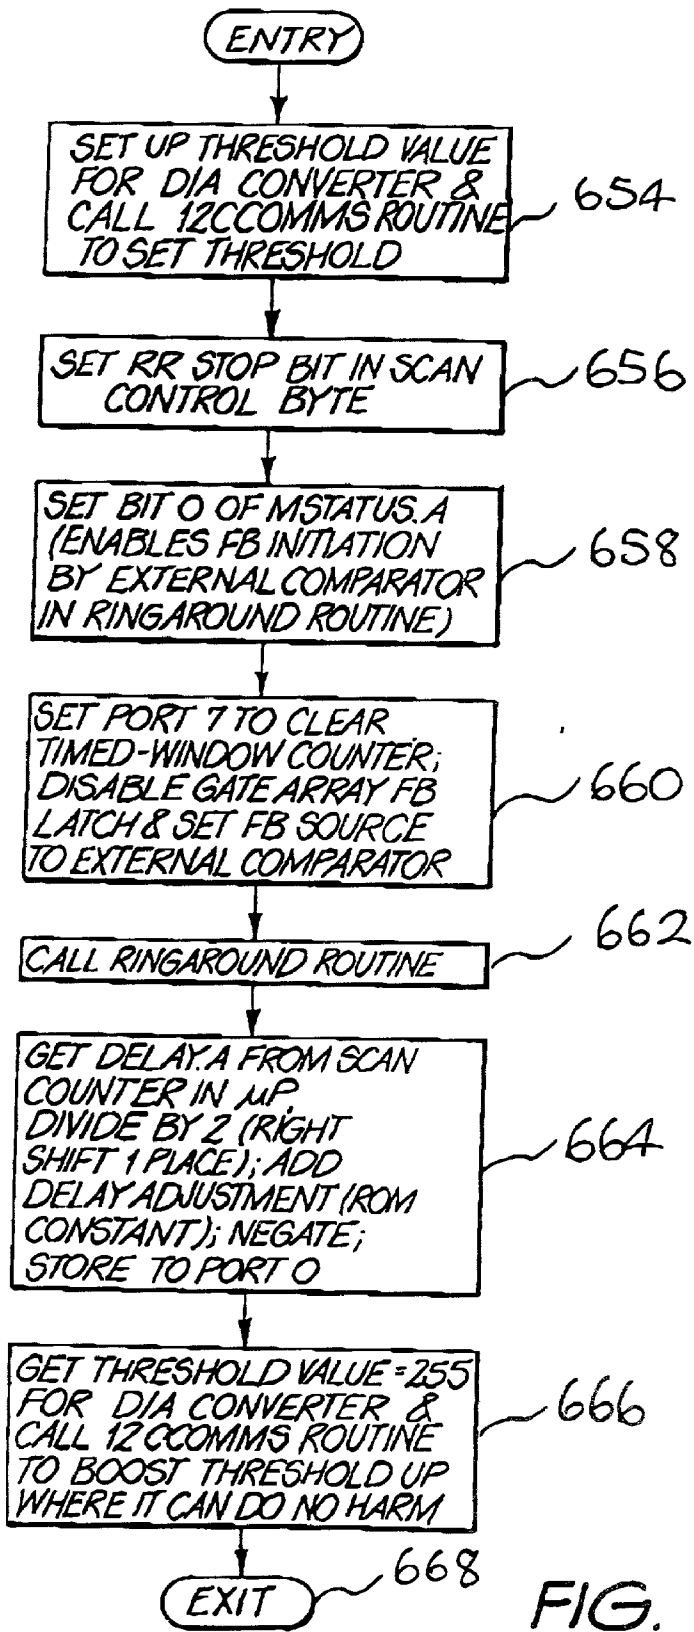 ENTRY
SET UP THRESHOLD VALUE
FOR D/A CONVERTER &
CALL 12CCOMMS ROUTINE
TO SET THRESHOLD
654
SET RR STOP BIT IN SCAN
CONTROL BYTE
656
SET BIT 0 OF MSTATUS.A
(ENABLES FB INITIATION
BY EXTERNAL COMPARATOR
IN RINGAROUND ROUTINE)
658
SET PORT 7 TO CLEAR
TIMED-WINDOW COUNTER;
DISABLE GATE ARRAY FB
LATCH & SET FB SOURCE
TO EXTERNAL COMPARATOR
660
CALL RINGAROUND ROUTINE
662
GET DELAY.A FROM SCAN
COUNTER IN µP.
DIVIDE BY 2 (RIGHT
SHIFT 1 PLACE); ADD
DELAY ADJUSTMENT (ROM
CONSTANT); NEGATE;
STORE TO PORT 0
664
GET THRESHOLD VALUE = 255
FOR D/A CONVERTER &
CALL 12CCOMMS ROUTINE
TO BOOST THRESHOLD UP
WHERE IT CAN DO NO HARM
666
EXIT
668
FIG.